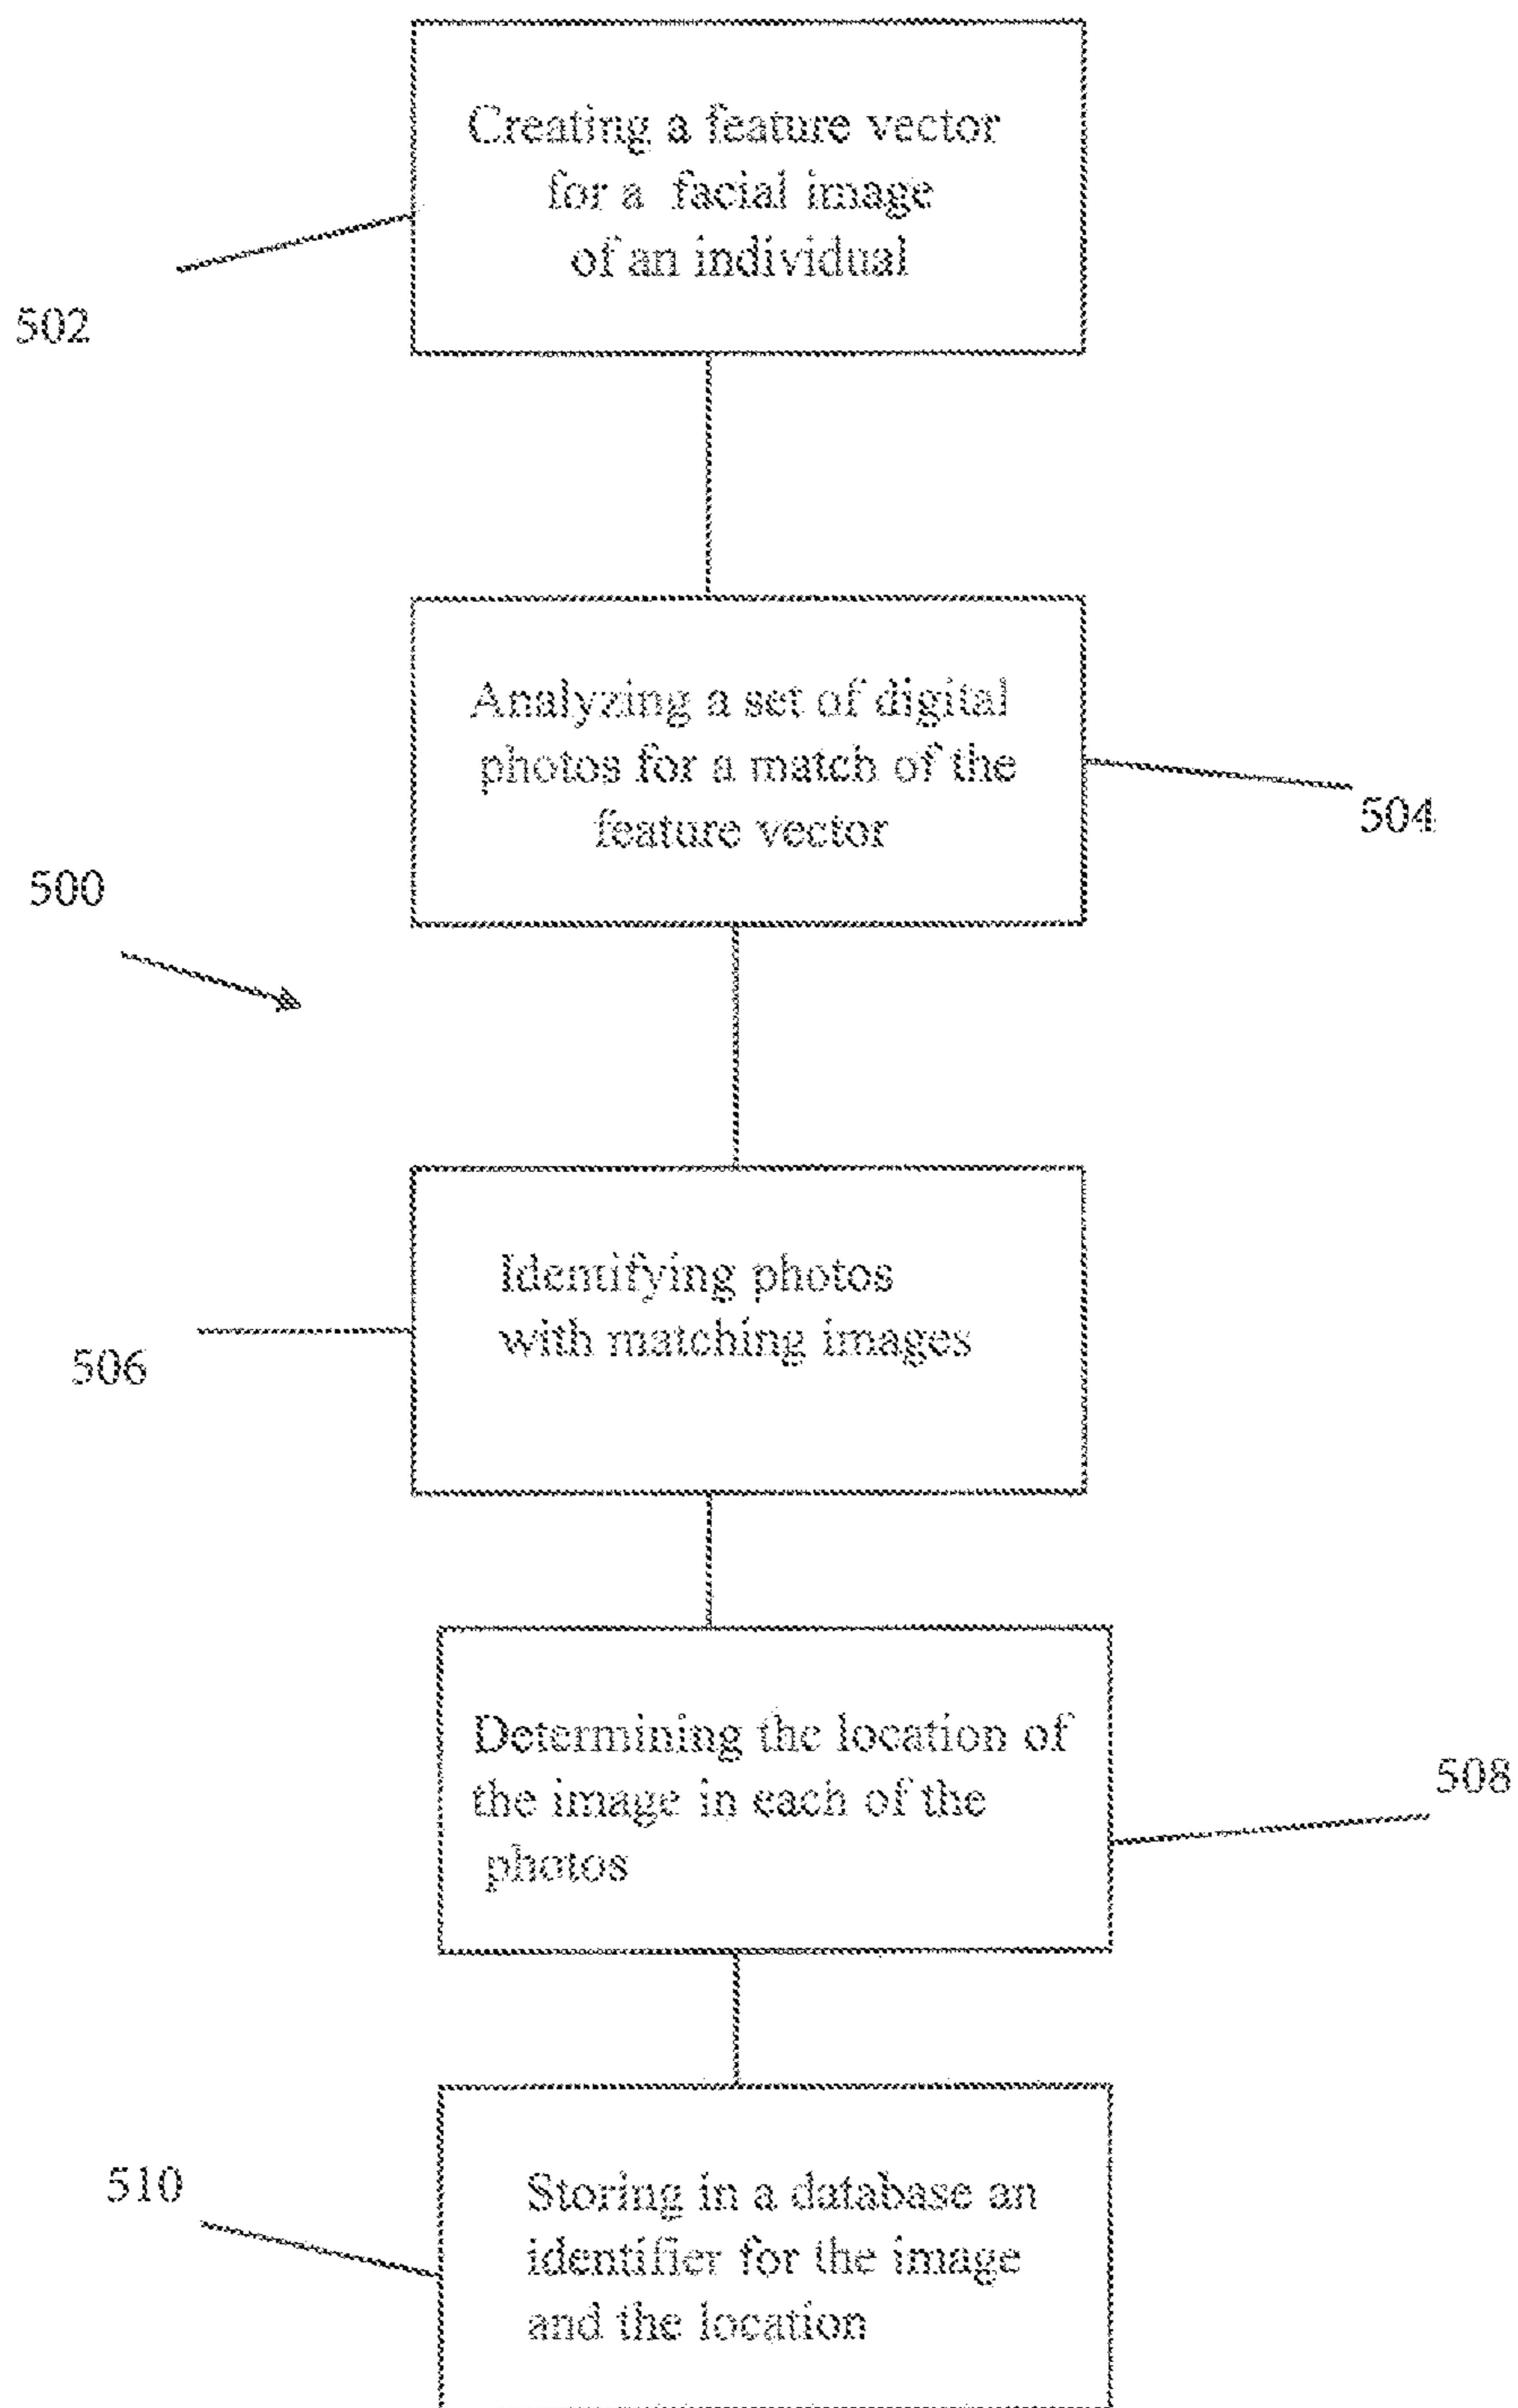 Creating a feature vector
for a facial image
of an individual
502
Analyzing a set of digital
photos for a match of the
feature vector
504
500
Identifying photos
with matching images
506
Determining the location of
the image in each of the
photos
508
510
Storing in a database an
identifier for the image
and the location